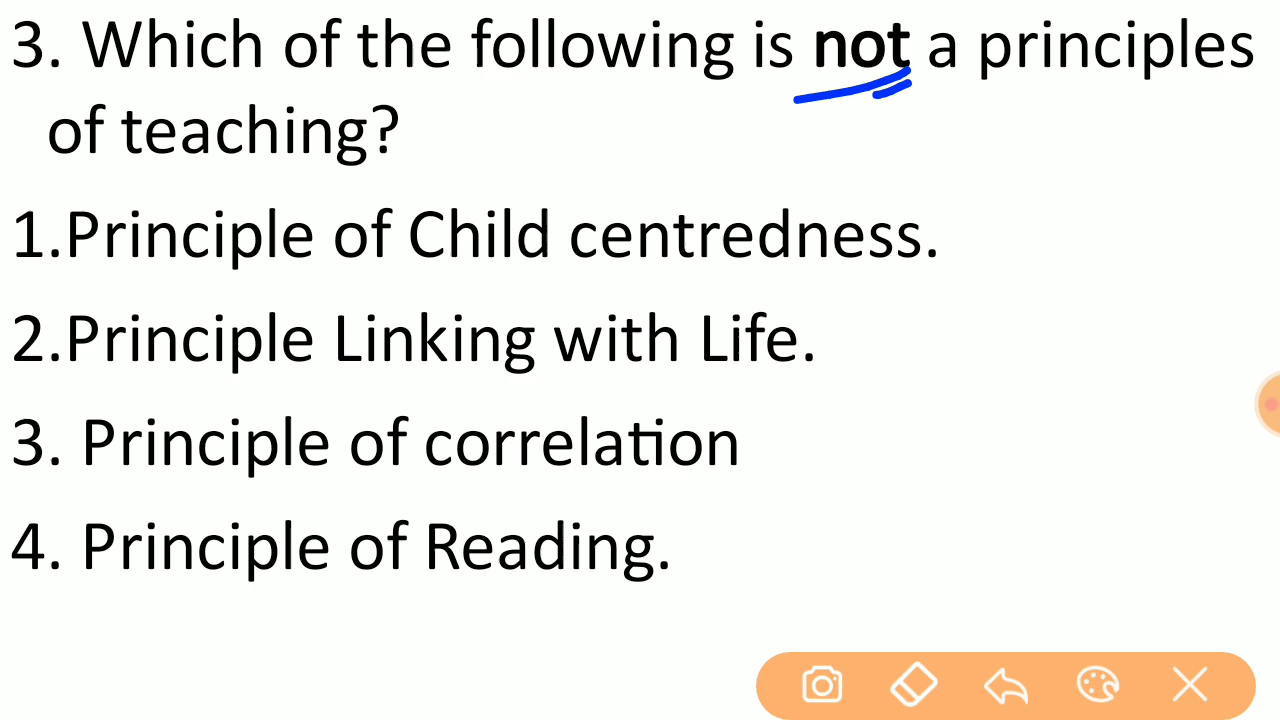 3. Which of the following is not a principles
of teaching?
1.Principle of Child centredness.
2.Principle Linking with Life.
3. Principle of correlation
4. Principle of Reading.